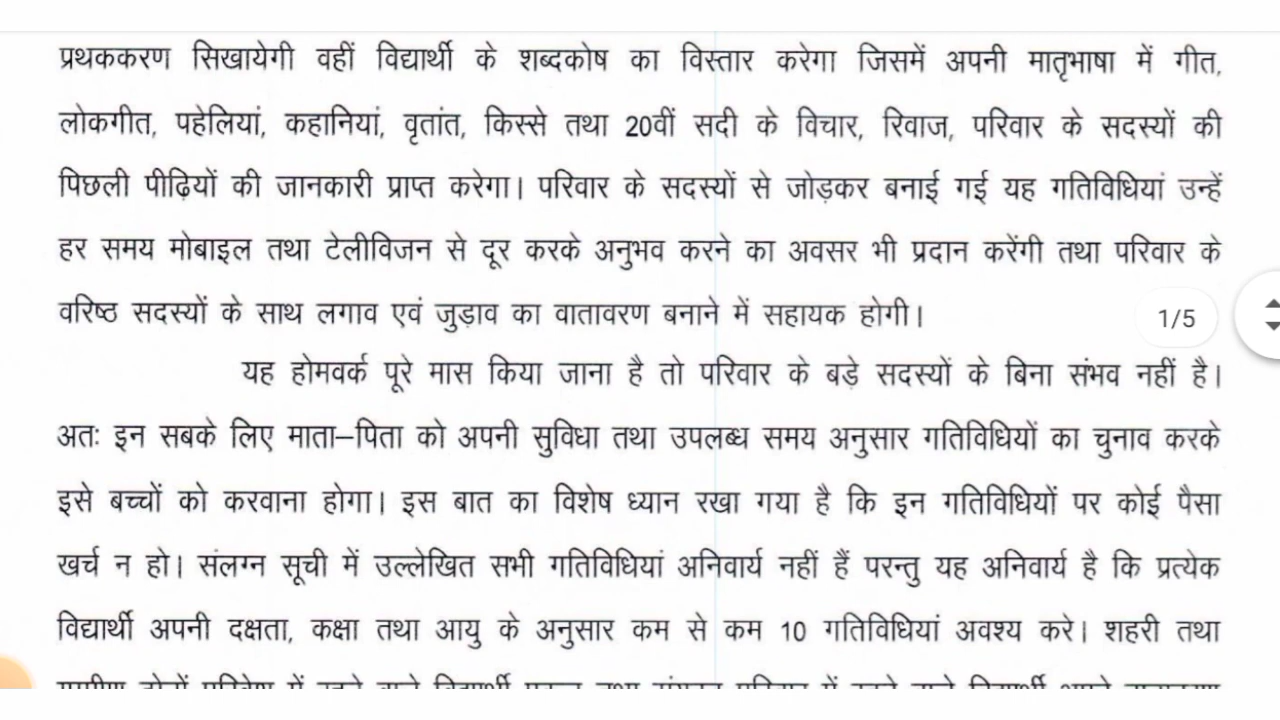 प्रथककरण सिखायेगी वहीं विद्यार्थी के शब्दकोष का विस्तार करेगा जिसमें अपनी मातृभाषा में गीत,
लोकगीत, पहेलियां, कहानियां, वृतांत, किस्से तथा 20वीं सदी के विचार, रिवाज, परिवार के सदस्यों की
पिछली पीढ़ियों की जानकारी प्राप्त करेगा। परिवार के सदस्यों से जोड़कर बनाई गई यह गतिविधियां उन्हें
हर समय मोबाइल तथा टेलीविजन से दूर करके अनुभव करने का अवसर भी प्रदान करेंगी तथा परिवार के
वरिष्ठ सदस्यों के साथ लगाव एवं जुड़ाव का वातावरण बनाने में सहायक होगी।
1/5
यह होमवर्क पूरे मास किया जाना है तो परिवार के बड़े सदस्यों के बिना संभव नहीं है।
अतः इन सबके लिए माता–पिता को अपनी सुविधा तथा उपलब्ध समय अनुसार गतिविधियों का चुनाव करके
इसे बच्चों को करवाना होगा। इस बात का विशेष ध्यान रखा गया है कि इन गतिविधियों पर कोई पैसा
खर्च न हो। संलग्न सूची में उल्लेखित सभी गतिविधियां अनिवार्य नहीं हैं परन्तु यह अनिवार्य है कि प्रत्येक
विद्यार्थी अपनी दक्षता, कक्षा तथा आयु के अनुसार कम से कम 10 गतिविधियां अवश्य करे। शहरी तथा